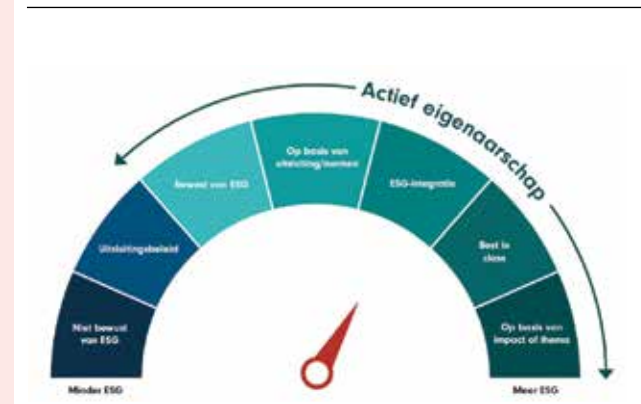 Actief eigenaarschap
Niet bewust
van ESG
Uitsluitingsbeleid
Bewust van ESG
Op basis van
uitsluiting/normen
ESG-integratie
Best in
class
Op basis van
impact of thema
Minder ESG
Meer ESG